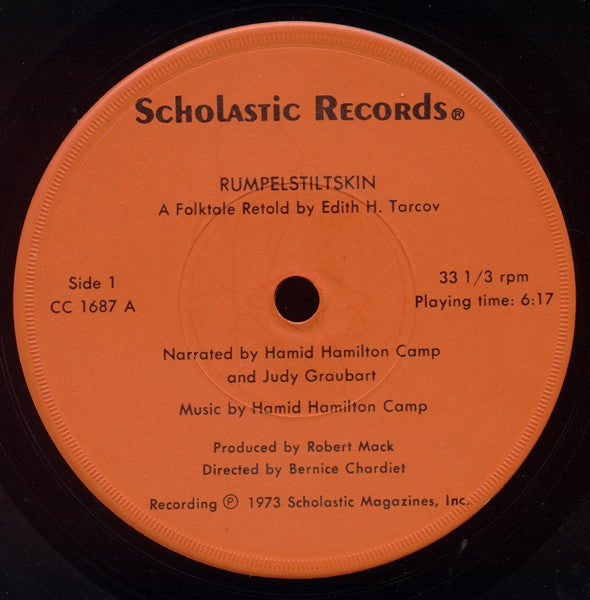 Scholastic Records®
RUMPELSTILTSKIN
A Folktale Retold by Edith H. Tarcov
Side 1
CC 1687 A
33 1/3 rpm
Playing time: 6:17
Narrated by Hamid Hamilton Camp
and Judy Graubart
Music by Hamid Hamilton Camp
Produced by Robert Mack
Directed by Bernice Chardiet
Recording ℗ 1973 Scholastic Magazines, Inc.